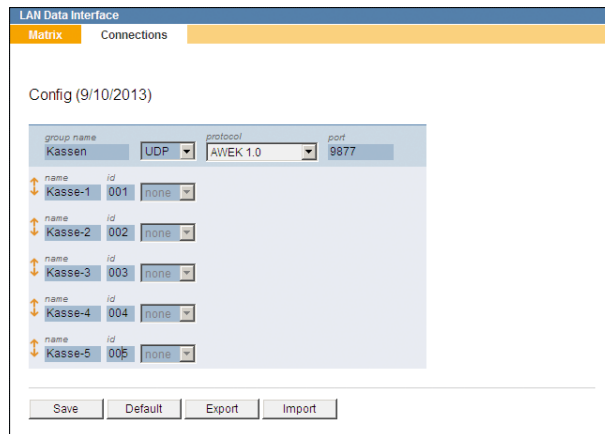 LAN Data Interface
Matrix Connections
Config (9/10/2013)
group name protocol port
Kassen UDP AWEK 1.0 9877
name id
Kasse-1 001 none
name id
Kasse-2 002 none
name id
Kasse-3 003 none
name id
Kasse-4 004 none
name id
Kasse-5 005 none
Save Default Export Import